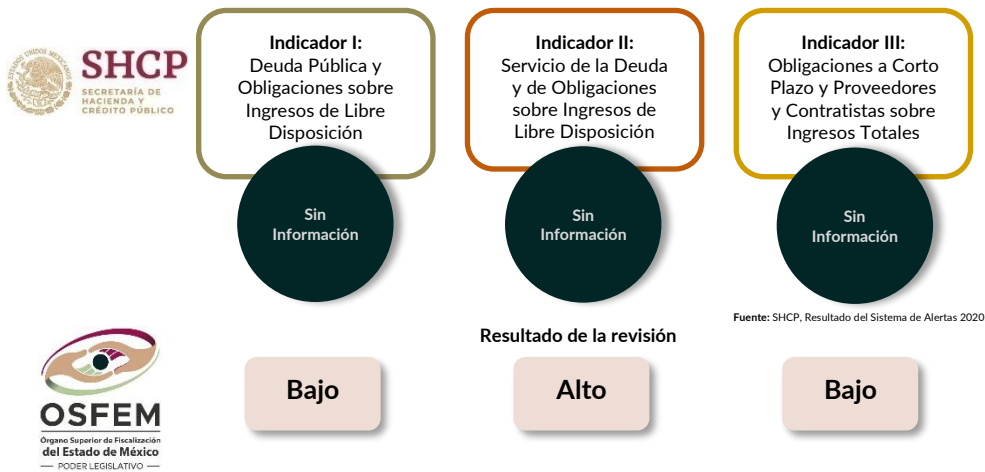 SHCP
SECRETARÍA DE
HACIENDA Y
CRÉDITO PÚBLICO
Indicador I:
Deuda Pública y
Obligaciones sobre
Ingresos de Libre
Disposición
Indicador II:
Servicio de la Deuda
y de Obligaciones
sobre Ingresos de
Libre Disposición
Indicador III:
Obligaciones a Corto
Plazo y Proveedores
y Contratistas sobre
Ingresos Totales
Sin
Información
Sin
Información
Sin
Información
Fuente: SHCP, Resultado del Sistema de Alertas 2020
Resultado de la revisión
OSFEM
Órgano Superior de Fiscalización
del Estado de México
PODER LEGISLATIVO
Bajo
Alto
Bajo